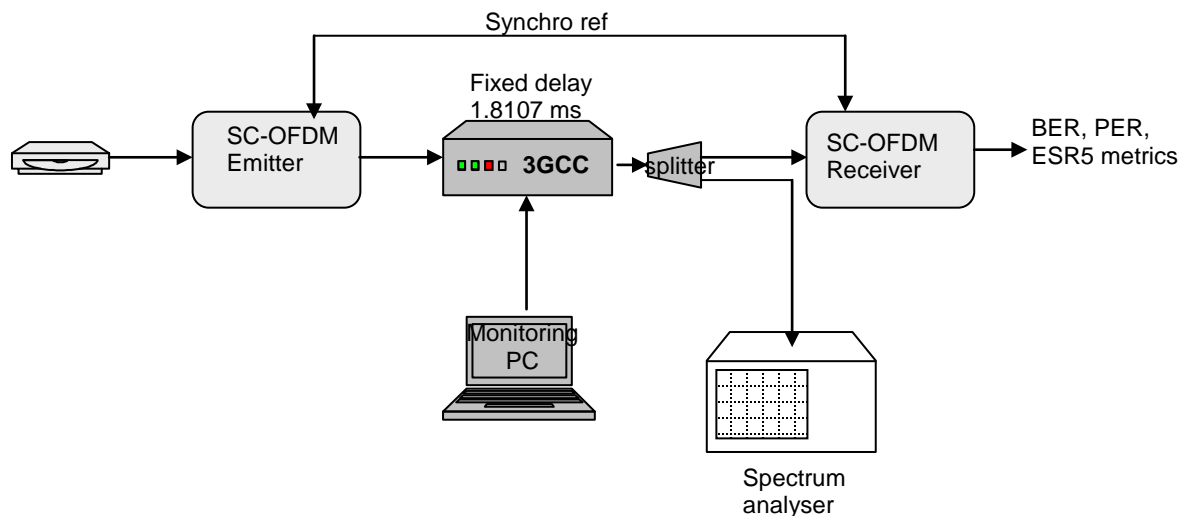 Synchro ref
Fixed delay
1.8107 ms
SC-OFDM
Emitter
3GCC
splitter
SC-OFDM
Receiver
BER, PER,
ESR5 metrics
Monitoring
PC
Spectrum
analyser